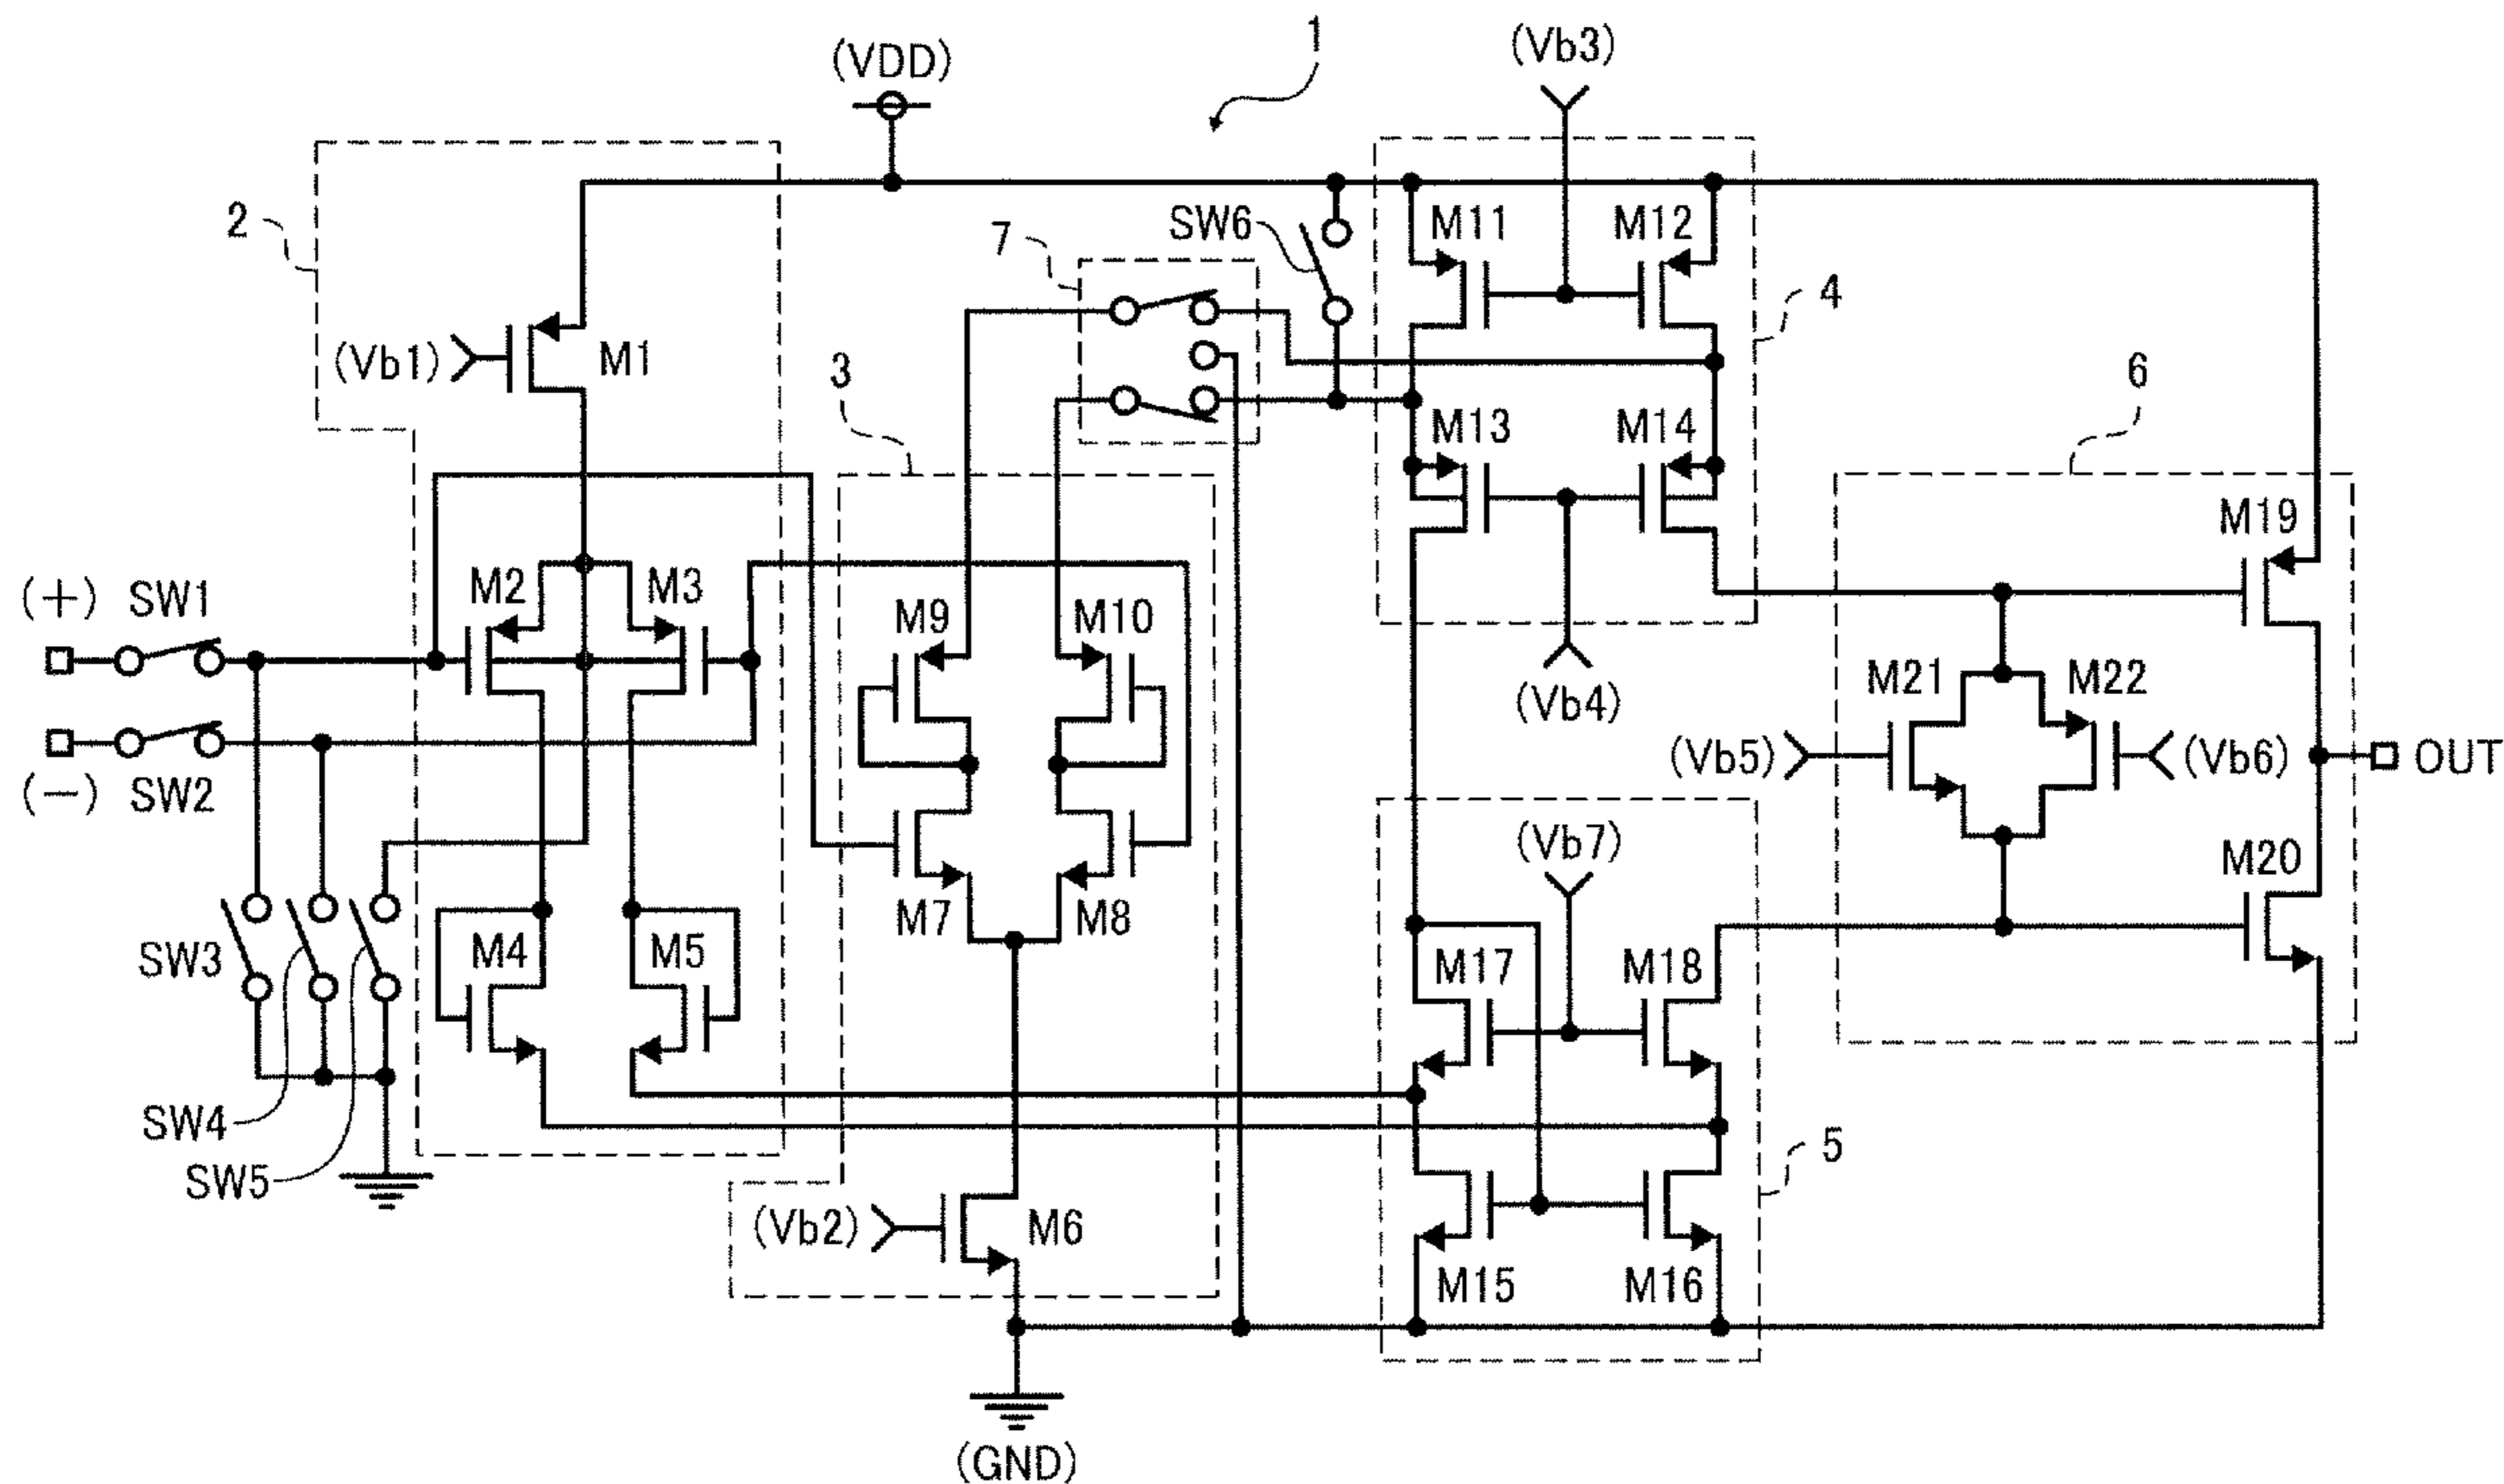 1
(Vb3)
(VDD)
2
M11
M12
SW6
7
4
(Vb1)
M1
3
6
M13
M14
M19
(+) SW1
M2
M3
M9
M10
M21
M22
(Vb4)
(Vb5)
(Vb6)
OUT
(−) SW2
(Vb7)
M20
M7
M8
SW3
M4
M5
M17
M18
SW4
5
SW5
(Vb2)
M6
M15
M16
(GND)